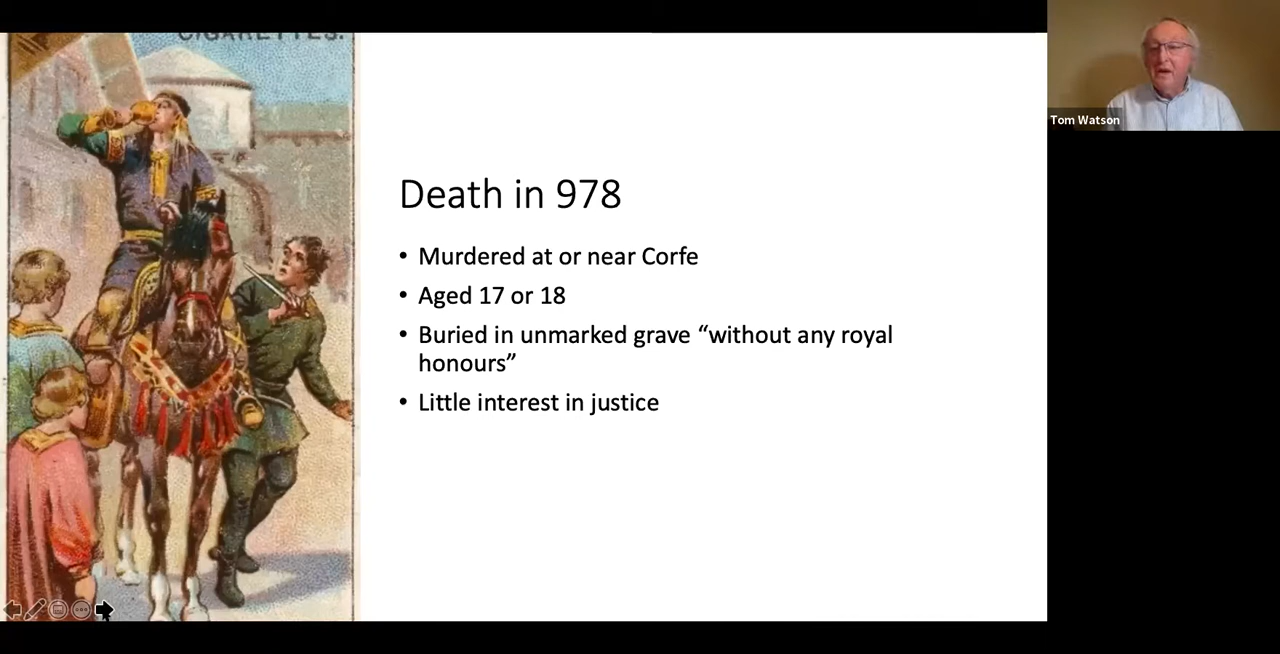 CIGARETTES.
Tom Watson
Death in 978
• Murdered at or near Corfe
• Aged 17 or 18
• Buried in unmarked grave “without any royal
honours”
• Little interest in justice